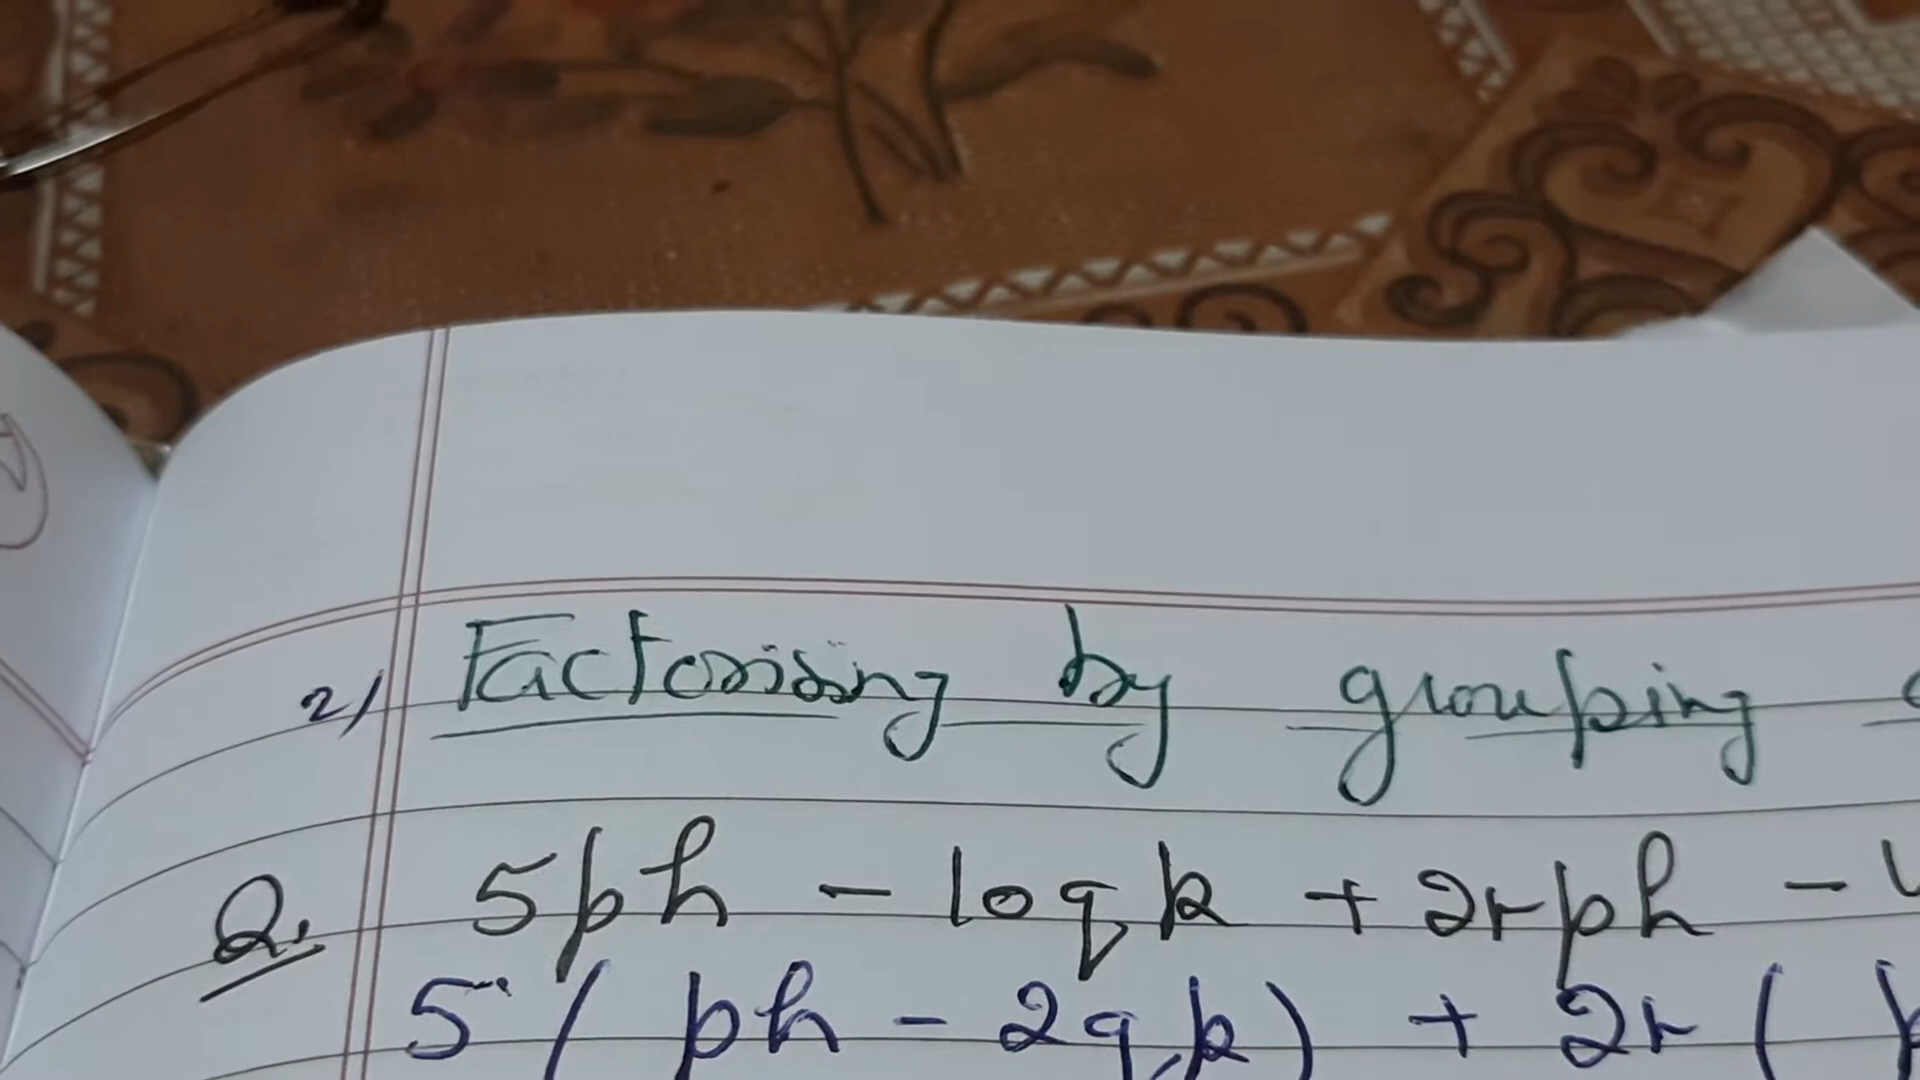 2) Factorising by grouping
Q. 5ph - 10qk + 2rph -
5 ( ph - 2qk) + 2r (